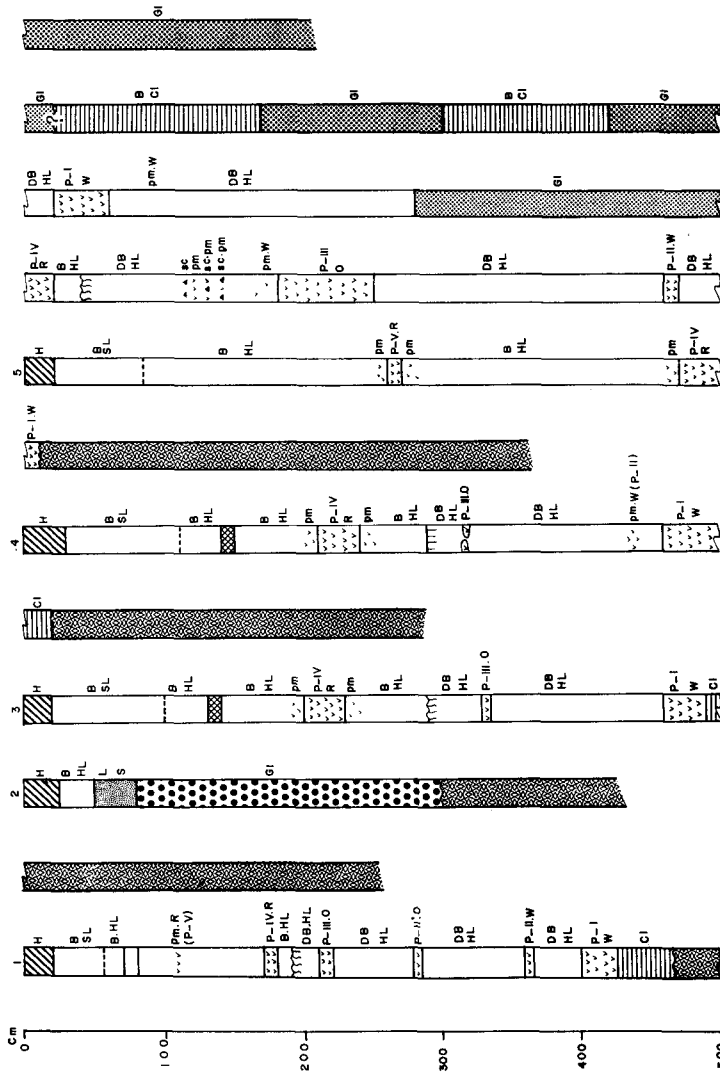 Cm
0
100
200
300
400
500
1
H
B
SL
B.HL
pm.R
(P-V)
P-IV.R
B.HL
DB.HL
P-III.O
DB
HL
DB
HL
P-II.W
DB
HL
P-I
W
Cl
2
H
B
HL
L
S
Gl
3
H
B
SL
B
HL
B
HL
pm
P-IV
R
pm
B
HL
DB
HL
P-III.O
DB
HL
P-I
W
Cl
Cl
4
H
B
SL
B
HL
B
HL
pm
P-IV
R
pm
B
HL
DB
HL
P-III.O
DB
HL
pm.W(P-II)
P-I
W
P-I.W
5
H
B
SL
B
HL
pm
P-V.R
pm
B
HL
pm
P-IV
R
P-IV
R
B
HL
DB
HL
sc
pm
sc-pm
sc-pm
pm.W
P-III
O
DB
HL
P-II.W
DB
HL
DB
HL
P-I
W
pm.W
DB
HL
Gl
Gl
?
B
Cl
Gl
B
Cl
Gl
Gl